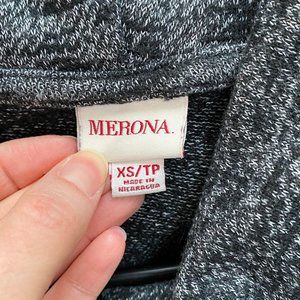 MERONA.
XS/TP
MADE IN
NICARAGUA